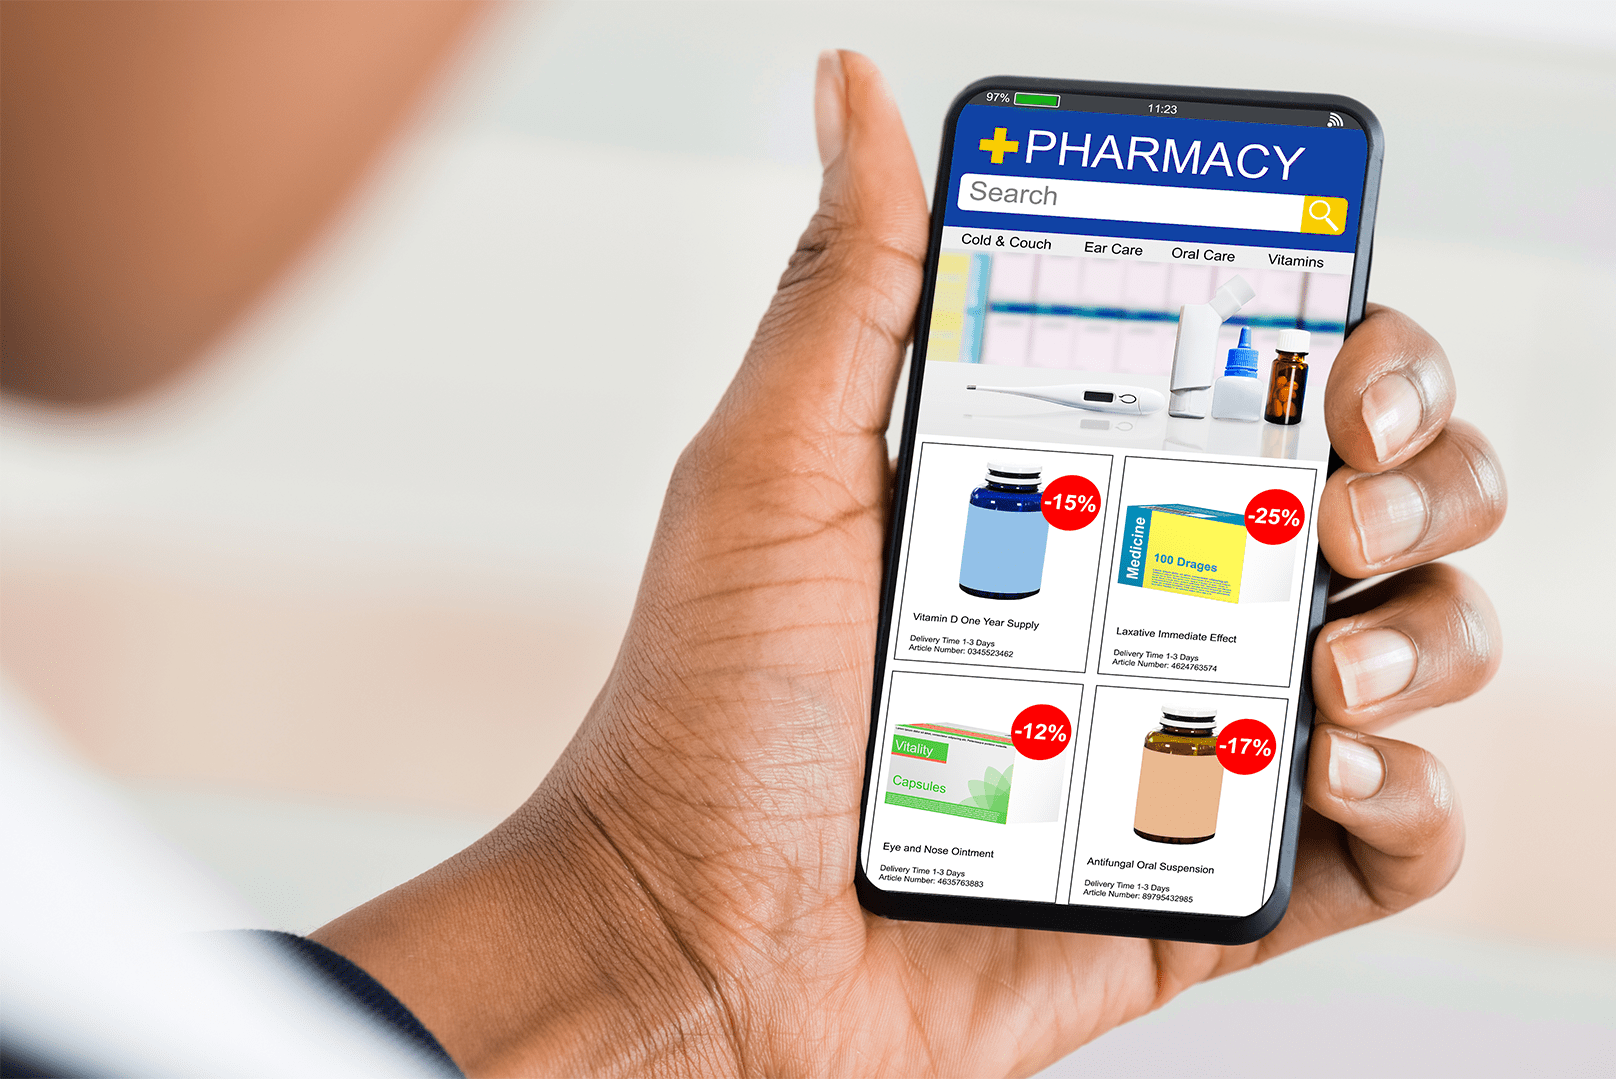 97%
11:23
PHARMACY
Search
Cold & Couch
Ear Care
Oral Care
Vitamins
-15%
Vitamin D One Year Supply
Delivery Time 1-3 Days
Article Number: 0345523462
-25%
Medicine
100 Drages
Laxative Immediate Effect
Delivery Time 1-3 Days
Article Number: 4624763574
-12%
Vitality
Capsules
Eye and Nose Ointment
Delivery Time 1-3 Days
Article Number: 4635763883
-17%
Antifungal Oral Suspension
Delivery Time 1-3 Days
Article Number: 89795432985